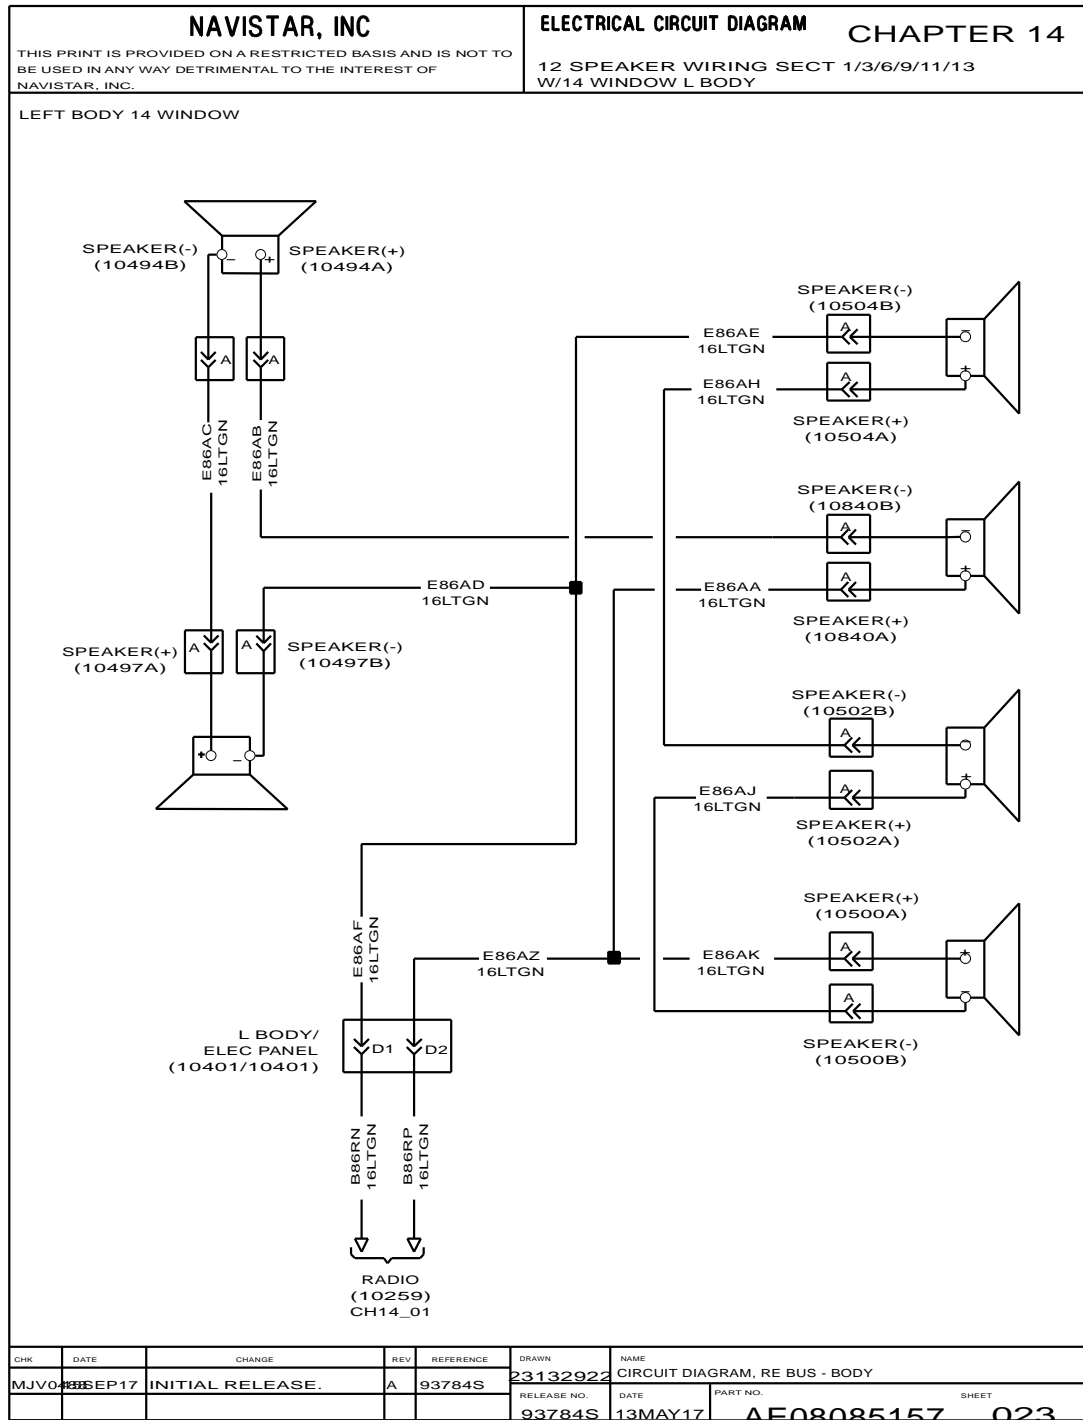 NAVISTAR, INC
THIS PRINT IS PROVIDED ON A RESTRICTED BASIS AND IS NOT TO
BE USED IN ANY WAY DETRIMENTAL TO THE INTEREST OF
NAVISTAR, INC.
ELECTRICAL CIRCUIT DIAGRAM
CHAPTER 14
12 SPEAKER WIRING SECT 1/3/6/9/11/13
W/14 WINDOW L BODY
LEFT BODY 14 WINDOW
SPEAKER(-)
(10494B)
SPEAKER(+)
(10494A)
- +
A A
E86AC
16LTGN
E86AB
16LTGN
SPEAKER(-)
(10504B)
E86AE
16LTGN
A
-
E86AH
16LTGN
A
+
SPEAKER(+)
(10504A)
SPEAKER(-)
(10840B)
A
-
E86AD
16LTGN
E86AA
16LTGN
A
+
SPEAKER(+)
(10840A)
SPEAKER(+)
(10497A)
A A
SPEAKER(-)
(10497B)
+ -
SPEAKER(-)
(10502B)
A
-
E86AJ
16LTGN
A
+
SPEAKER(+)
(10502A)
SPEAKER(+)
(10500A)
E86AF
16LTGN
E86AZ
16LTGN
E86AK
16LTGN
A
+
A
-
SPEAKER(-)
(10500B)
L BODY/
ELEC PANEL
(10401/10401)
D1 D2
B86RN
16LTGN
B86RP
16LTGN
RADIO
(10259)
CH14_01
CHK DATE CHANGE REV REFERENCE
SEP17 INITIAL RELEASE. A 93784S
DRAWN
23132922
NAME
CIRCUIT DIAGRAM, RE BUS - BODY
RELEASE NO.
93784S
DATE
13MAY17
PART NO.
AE08085157
SHEET
023